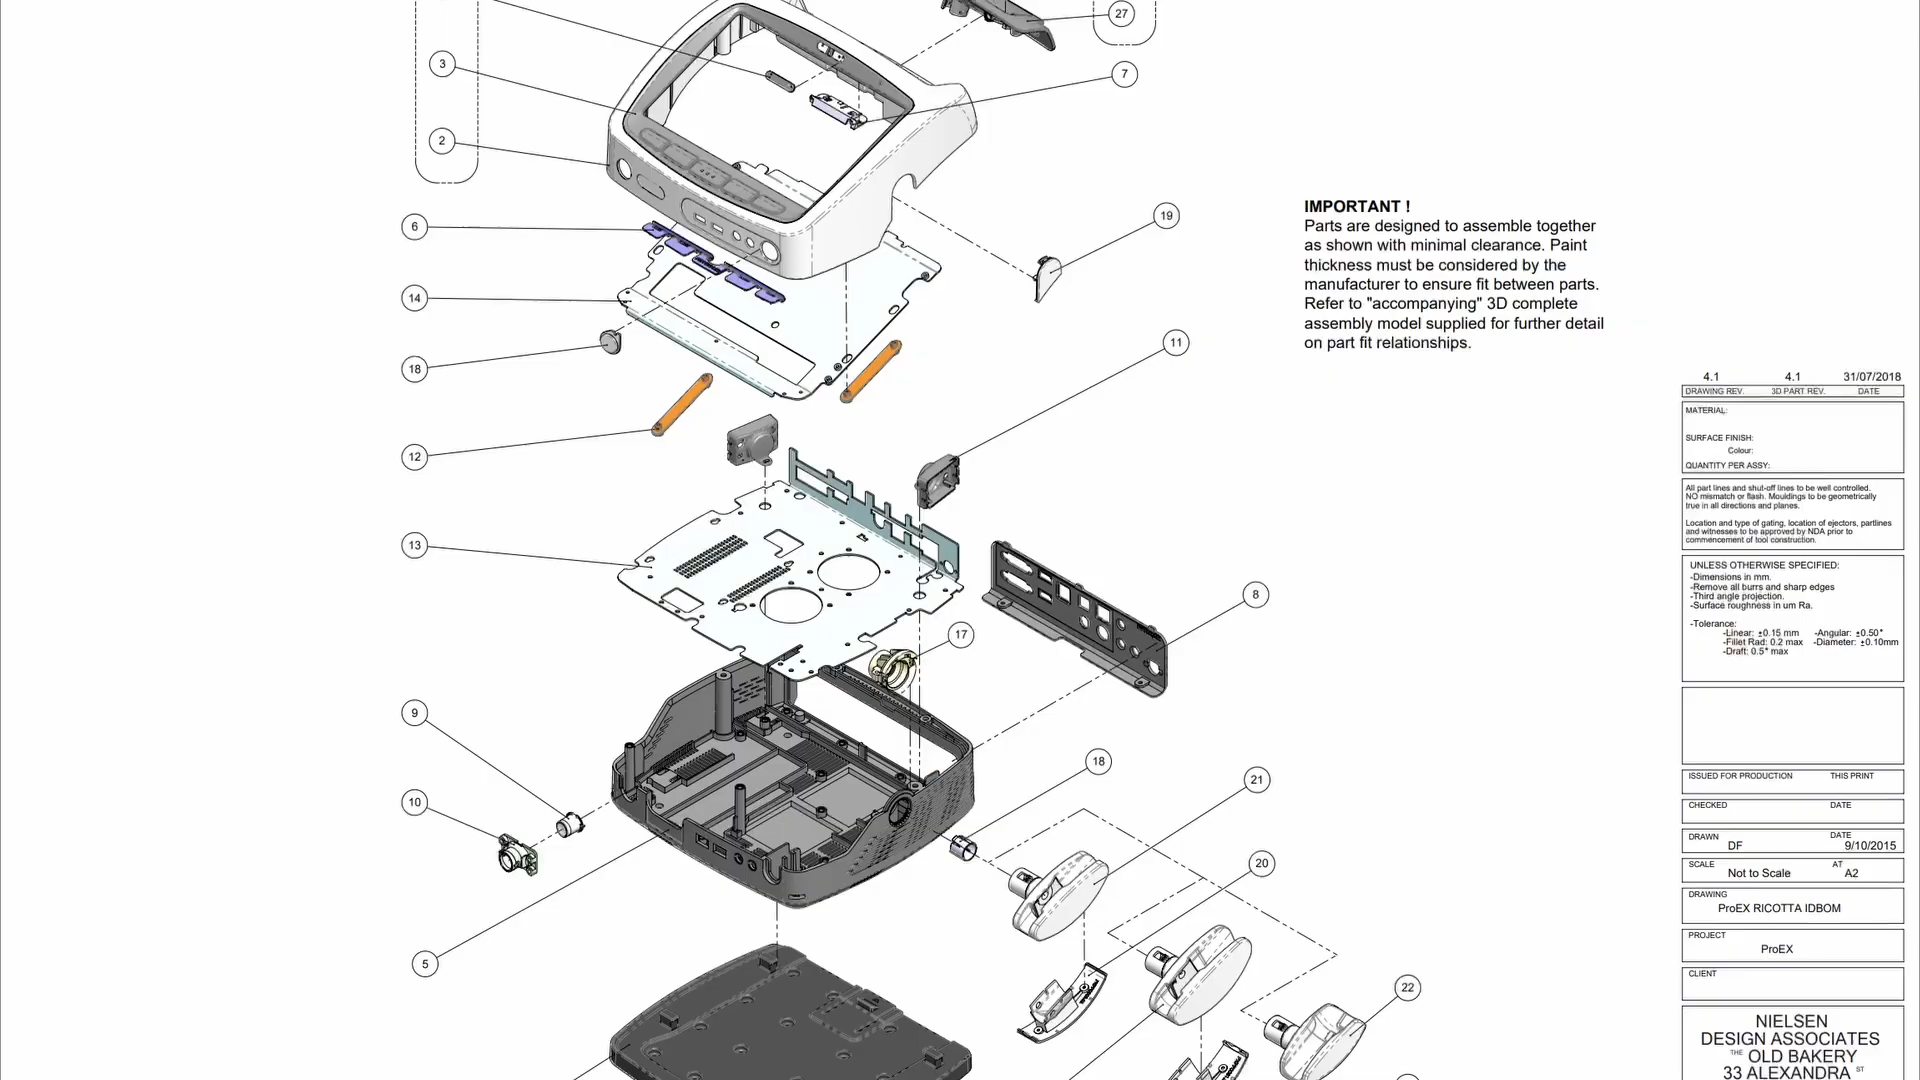 27
3
7
2
19
6
14
11
18
12
13
8
17
9
18
21
10
20
5
22
IMPORTANT !
Parts are designed to assemble together
as shown with minimal clearance. Paint
thickness must be considered by the
manufacturer to ensure fit between parts.
Refer to "accompanying" 3D complete
assembly model supplied for further detail
on part fit relationships.
4.1 4.1 31/07/2018
DRAWING REV. 3D PART REV. DATE
MATERIAL:
SURFACE FINISH:
Colour:
QUANTITY PER ASSY:
All part lines and shut-off lines to be well controlled.
NO mismatch or flash. Mouldings to be geometrically
true in all directions and planes.
Location and type of gating, location of ejectors, partlines
and witnesses to be approved by NDA prior to
commencement of tool construction.
UNLESS OTHERWISE SPECIFIED:
-Dimensions in mm.
-Remove all burrs and sharp edges
-Third angle projection.
-Surface roughness in um Ra.
-Tolerance:
-Linear: ±0.15 mm -Angular: ±0.50°
-Fillet Rad: 0.2 max -Diameter: ±0.10mm
-Draft: 0.5° max
ISSUED FOR PRODUCTION THIS PRINT
CHECKED DATE
DRAWN DATE
DF 9/10/2015
SCALE AT
Not to Scale A2
DRAWING
ProEX RICOTTA IDBOM
PROJECT
ProEX
CLIENT
NIELSEN
DESIGN ASSOCIATES
THE OLD BAKERY
33 ALEXANDRA ST